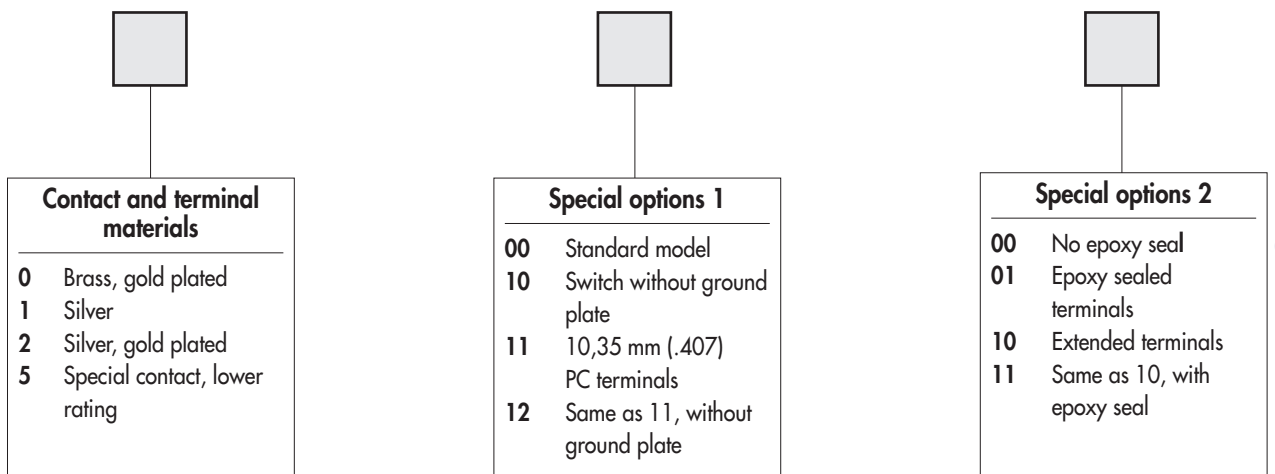 Contact and terminal
materials
0 Brass, gold plated
1 Silver
2 Silver, gold plated
5 Special contact, lower
rating
Special options 1
00 Standard model
10 Switch without ground
plate
11 10,35 mm (.407)
PC terminals
12 Same as 11, without
ground plate
Special options 2
00 No epoxy seal
01 Epoxy sealed
terminals
10 Extended terminals
11 Same as 10, with
epoxy seal